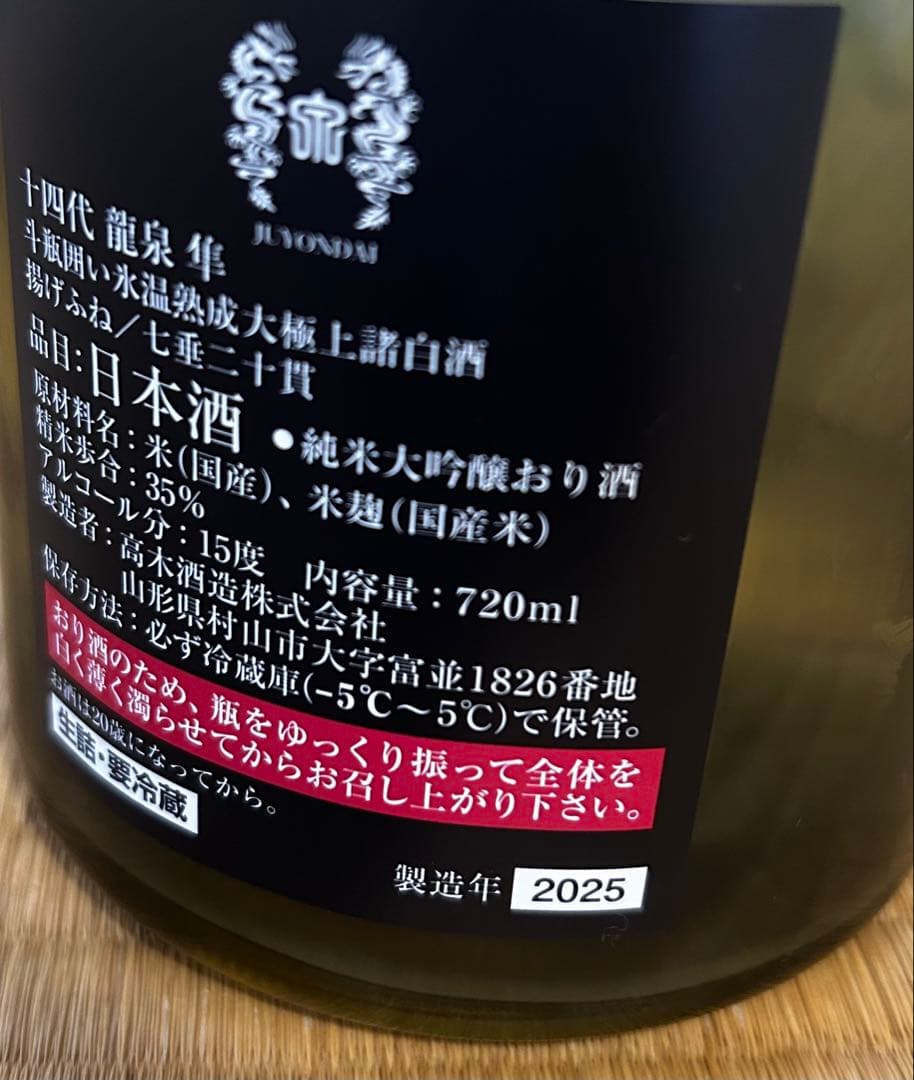 JUYONDAI
十四代 龍泉 隼
斗瓶囲い氷温熟成大極上諸白酒
揚げふね／七垂二十貫
品目:日本酒 ●純米大吟醸おり酒
原材料名：米(国産)、米麹(国産米)
精米歩合：35%
アルコール分：15度 内容量：720ml
製造者：高木酒造株式会社
山形県村山市大字富並1826番地
保存方法：必ず冷蔵庫(-5℃～5℃)で保管。
おり酒のため、瓶をゆっくり振って全体を
白く薄く濁らせてからお召し上がり下さい。
お酒は20歳になってから。
生詰・要冷蔵
製造年 2025